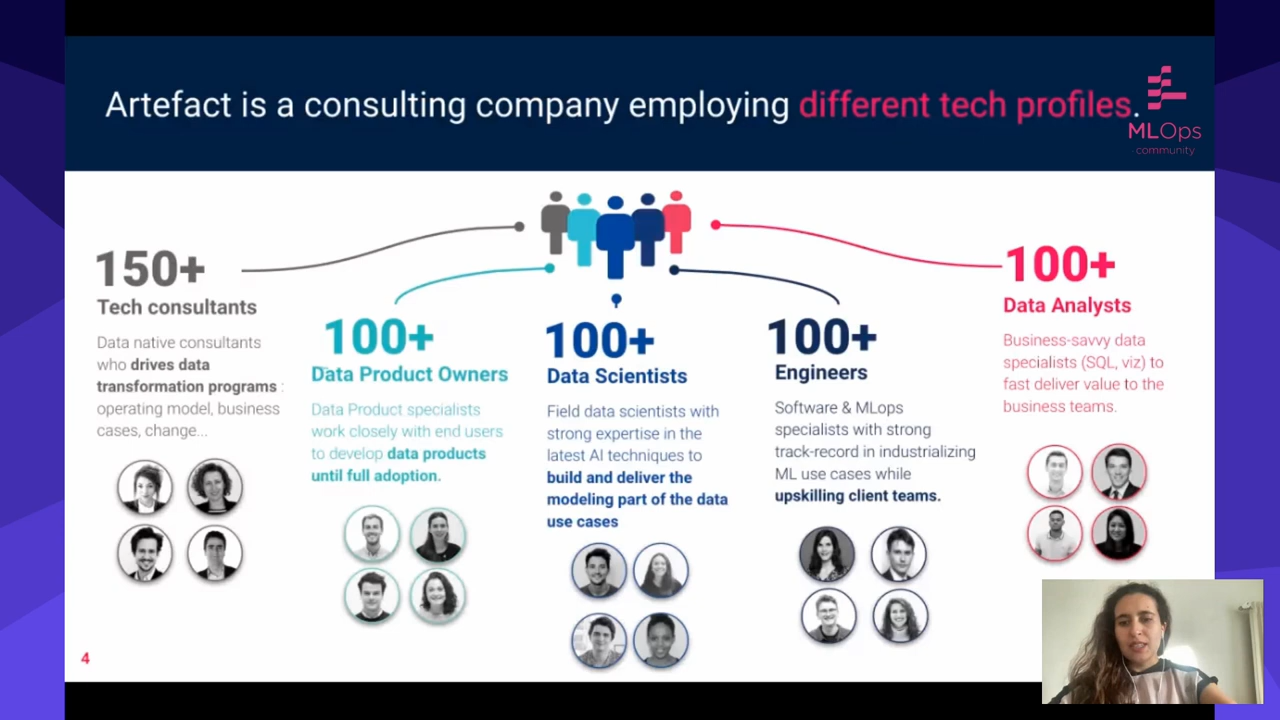 Artefact is a consulting company employing different tech profiles.
MLOps
community
150+
Tech consultants
Data native consultants
who drives data
transformation programs :
operating model, business
cases, change...
100+
Data Product Owners
Data Product specialists
work closely with end users
to develop data products
until full adoption.
100+
Data Scientists
Field data scientists with
strong expertise in the
latest AI techniques to
build and deliver the
modeling part of the data
use cases
100+
Engineers
Software & MLops
specialists with strong
track-record in industrializing
ML use cases while
upskilling client teams.
100+
Data Analysts
Business-savvy data
specialists (SQL, viz) to
fast deliver value to the
business teams.
4